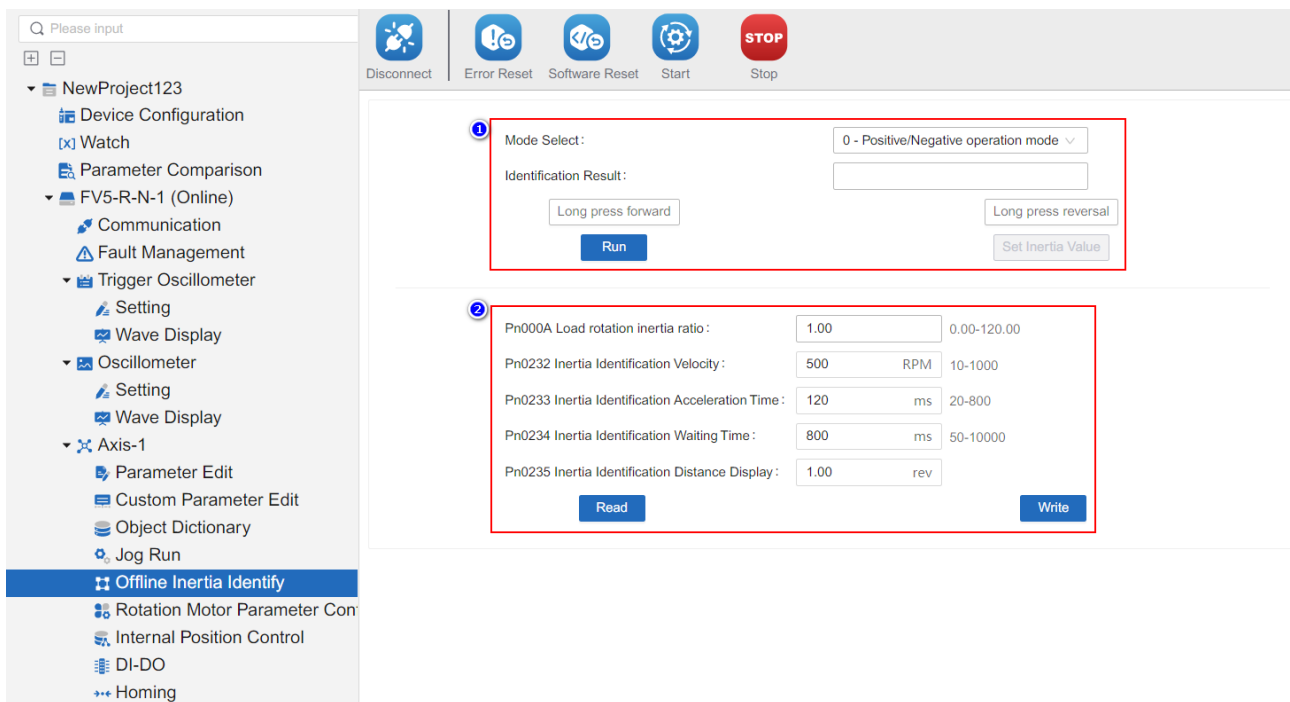 Please input
NewProject123
Device Configuration
[x] Watch
Parameter Comparison
FV5-R-N-1 (Online)
Communication
Fault Management
Trigger Oscillometer
Setting
Wave Display
Oscillometer
Setting
Wave Display
Axis-1
Parameter Edit
Custom Parameter Edit
Object Dictionary
Jog Run
Offline Inertia Identify
Rotation Motor Parameter Con
Internal Position Control
DI-DO
Homing
STOP
Disconnect Error Reset Software Reset Start Stop
1
Mode Select: 0 - Positive/Negative operation mode
Identification Result:
Long press forward Long press reversal
Run Set Inertia Value
2
Pn000A Load rotation inertia ratio: 1.00 0.00-120.00
Pn0232 Inertia Identification Velocity: 500 RPM 10-1000
Pn0233 Inertia Identification Acceleration Time: 120 ms 20-800
Pn0234 Inertia Identification Waiting Time: 800 ms 50-10000
Pn0235 Inertia Identification Distance Display: 1.00 rev
Read Write